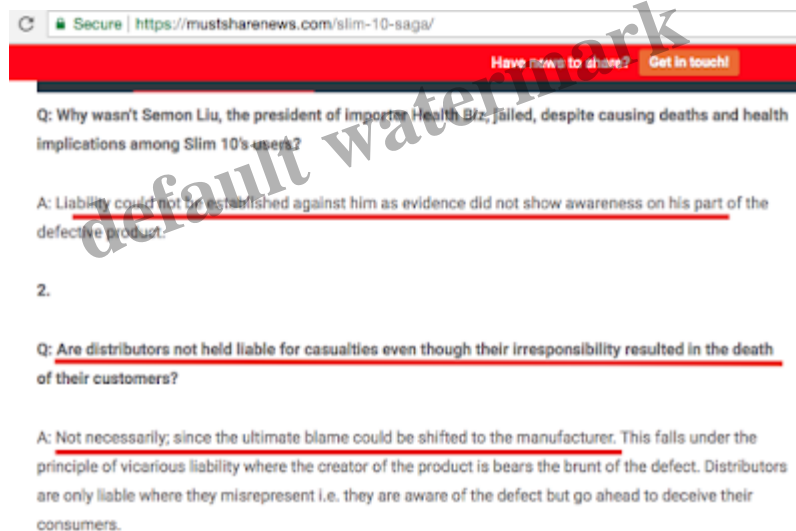 Secure | https://mustsharenews.com/slim-10-saga/
Have news to share? Get in touch!
Q: Why wasn't Semon Liu, the president of importer Health Biz, jailed, despite causing deaths and health
implications among Slim 10's users?
A: Liability could not be established against him as evidence did not show awareness on his part of the
defective product.
2.
Q: Are distributors not held liable for casualties even though their irresponsibility resulted in the death
of their customers?
A: Not necessarily; since the ultimate blame could be shifted to the manufacturer. This falls under the
principle of vicarious liability where the creator of the product is bears the brunt of the defect. Distributors
are only liable where they misrepresent i.e. they are aware of the defect but go ahead to deceive their
consumers.
default watermark